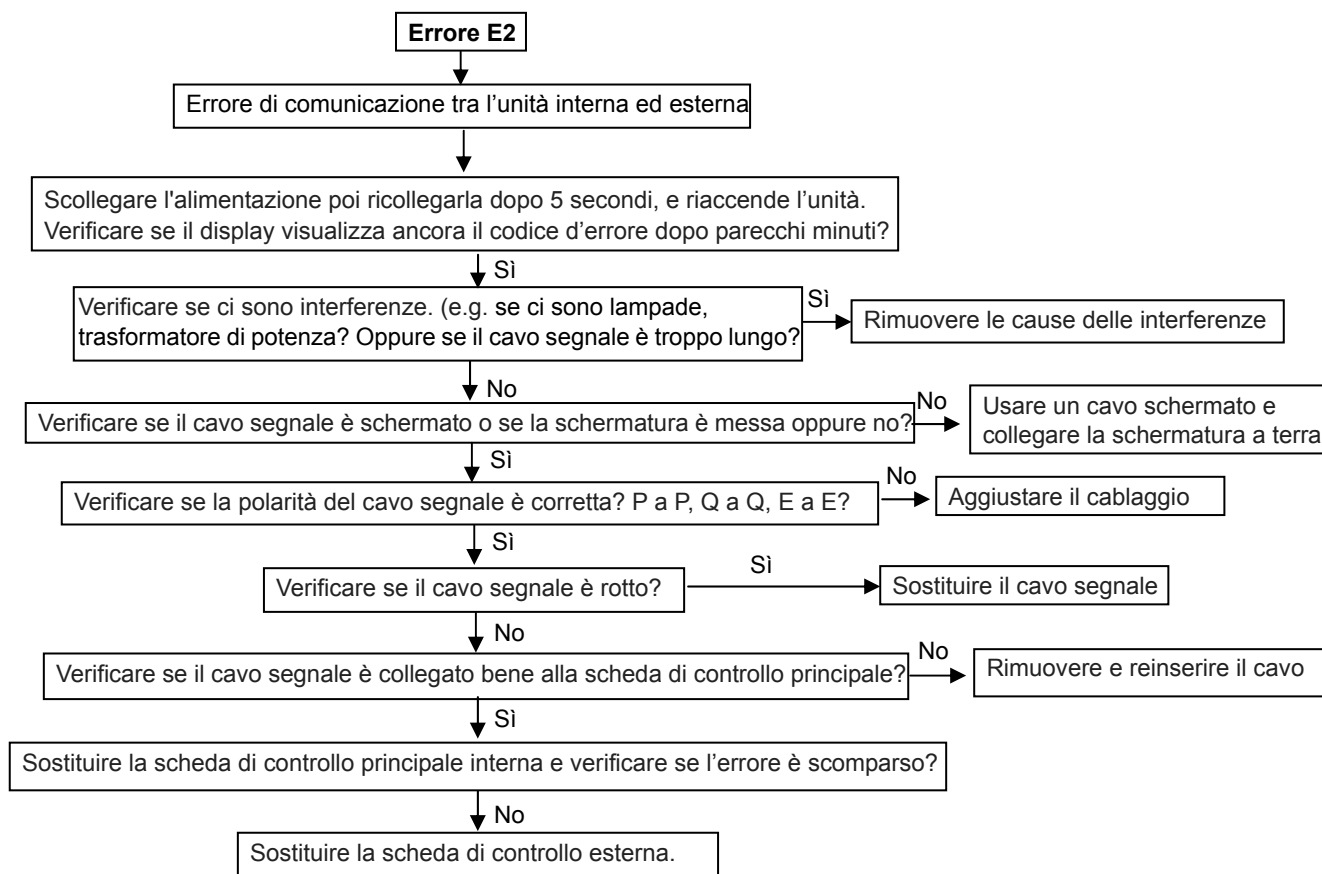 Errore E2
Errore di comunicazione tra l’unità interna ed esterna
Scollegare l'alimentazione poi ricollegarla dopo 5 secondi, e riaccende l’unità.
Verificare se il display visualizza ancora il codice d’errore dopo parecchi minuti?
Sì
Verificare se ci sono interferenze. (e.g. se ci sono lampade,
trasformatore di potenza? Oppure se il cavo segnale è troppo lungo?
Sì
Rimuovere le cause delle interferenze
No
Verificare se il cavo segnale è schermato o se la schermatura è messa oppure no?
No
Usare un cavo schermato e
collegare la schermatura a terra
Sì
Verificare se la polarità del cavo segnale è corretta? P a P, Q a Q, E a E?
No
Aggiustare il cablaggio
Sì
Verificare se il cavo segnale è rotto?
Sì
Sostituire il cavo segnale
No
Verificare se il cavo segnale è collegato bene alla scheda di controllo principale?
No
Rimuovere e reinserire il cavo
Sì
Sostituire la scheda di controllo principale interna e verificare se l’errore è scomparso?
No
Sostituire la scheda di controllo esterna.